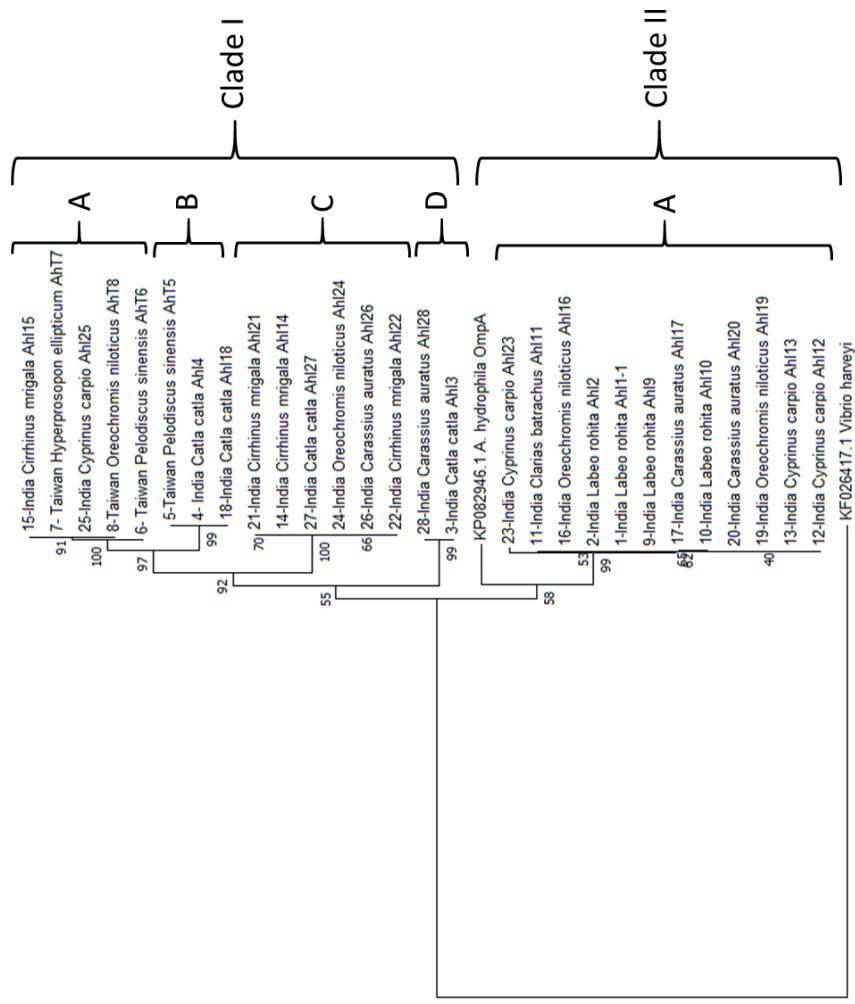 Clade I
Clade II
A
B
C
D
A
15-India Cirrhinus mrigala AhI15
7- Taiwan Hyperprosopon ellipticum AhT7
25-India Cyprinus carpio AhI25
8-Taiwan Oreochromis niloticus AhT8
6- Taiwan Pelodiscus sinensis AhT6
5-Taiwan Pelodiscus sinensis AhT5
4- India Catla catla AhI4
18-India Catla catla AhI18
21-India Cirrhinus mrigala AhI21
14-India Cirrhinus mrigala AhI14
27-India Catla catla AhI27
24-India Oreochromis niloticus AhI24
26-India Carassius auratus AhI26
22-India Cirrhinus mrigala AhI22
28-India Carassius auratus AhI28
3-India Catla catla AhI3
KP082946.1 A. hydrophila OmpA
23-India Cyprinus carpio AhI23
11-India Clarias batrachus AhI11
16-India Oreochromis niloticus AhI16
2-India Labeo rohita AhI2
1-India Labeo rohita AhI1-1
9-India Labeo rohita AhI9
17-India Carassius auratus AhI17
10-India Labeo rohita AhI10
20-India Carassius auratus AhI20
19-India Oreochromis niloticus AhI19
13-India Cyprinus carpio AhI13
12-India Cyprinus carpio AhI12
KF026417.1 Vibrio harveyi
91
100
97
99
92
70
100
66
55
99
58
53
99
62
40